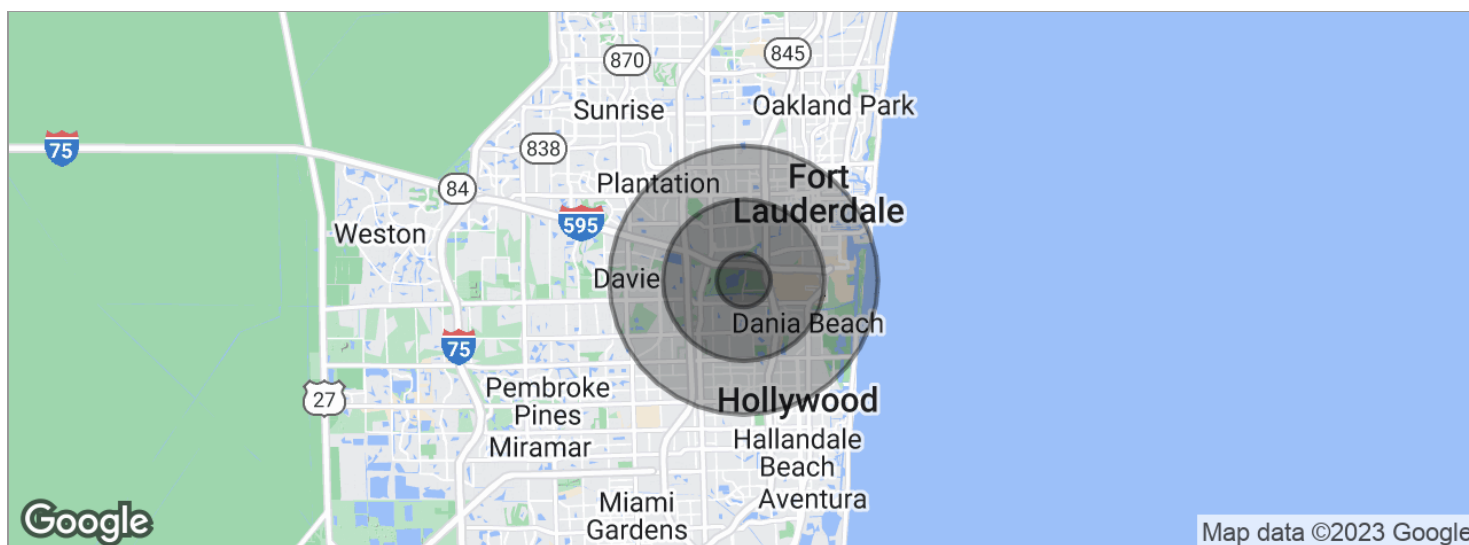 870
845
Sunrise
Oakland Park
75
838
Plantation
Fort
Lauderdale
84
595
Weston
Davie
Dania Beach
75
27
Pembroke
Pines
Hollywood
Miramar
Hallandale
Beach
Miami
Gardens
Aventura
Google
Map data ©2023 Google